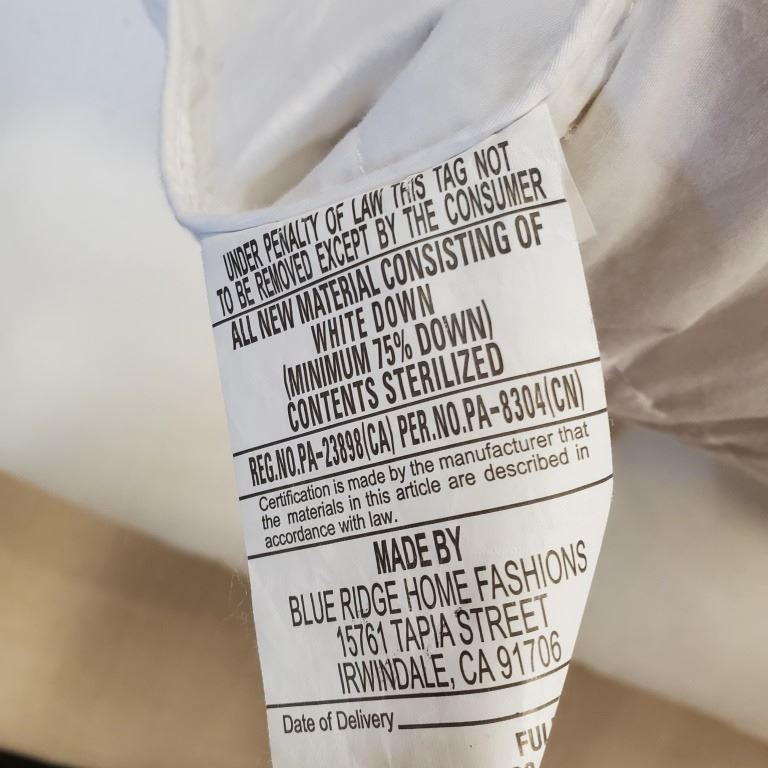 UNDER PENALTY OF LAW THIS TAG NOT
TO BE REMOVED EXCEPT BY THE CONSUMER
ALL NEW MATERIAL CONSISTING OF
WHITE DOWN
(MINIMUM 75% DOWN)
CONTENTS STERILIZED
REG.NO.PA-23898(CA) PER.NO.PA-8304(CN)
Certification is made by the manufacturer that
the materials in this article are described in
accordance with law.
MADE BY
BLUE RIDGE HOME FASHIONS
15761 TAPIA STREET
IRWINDALE, CA 91706
Date of Delivery